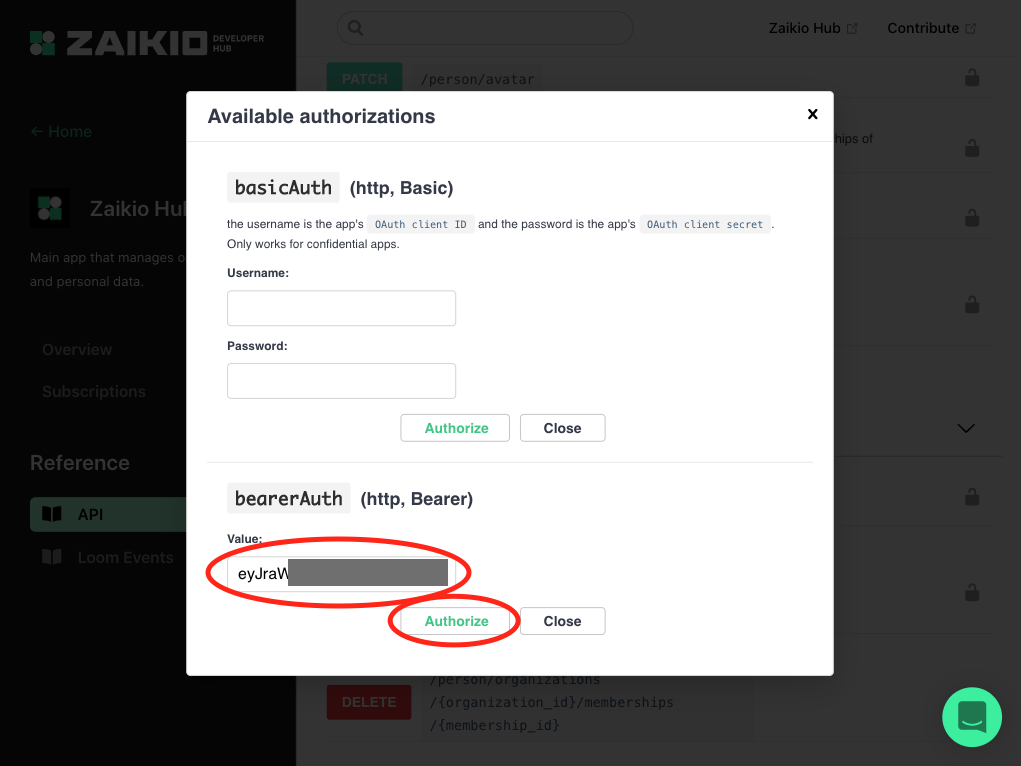 ZAIKIO DEVELOPER HUB
Zaikio Hub
Contribute
PATCH /person/avatar
← Home
Available authorizations
x
basicAuth (http, Basic)
the username is the app's OAuth client ID and the password is the app's OAuth client secret .
Only works for confidential apps.
Username:
Password:
Authorize Close
bearerAuth (http, Bearer)
Value:
eyJraW
Authorize Close
Zaikio Hu
Main app that manages o
and personal data.
Overview
Subscriptions
Reference
API
Loom Events
hips of
/person/organizations
DELETE /{organization_id}/memberships
/{membership_id}